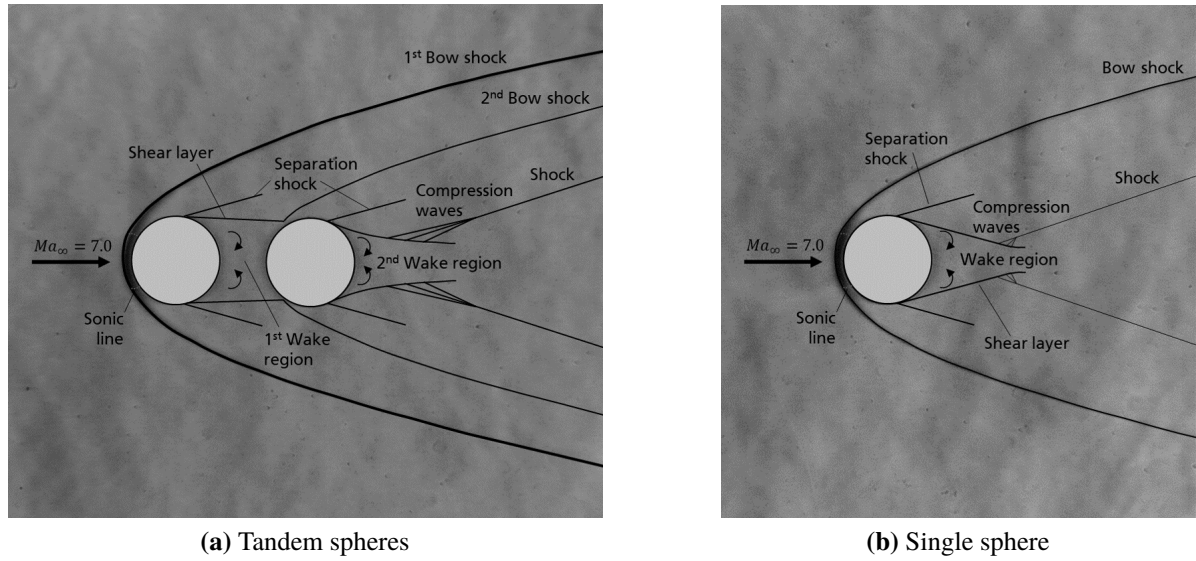 1st Bow shock
2nd Bow shock
Shear layer
Separation
shock
Shock
Compression
waves
Ma∞ = 7.0
2nd Wake region
Sonic
line
1st Wake
region
(a) Tandem spheres
Bow shock
Separation
shock
Shock
Compression
waves
Ma∞ = 7.0
Wake region
Sonic
line
Shear layer
(b) Single sphere